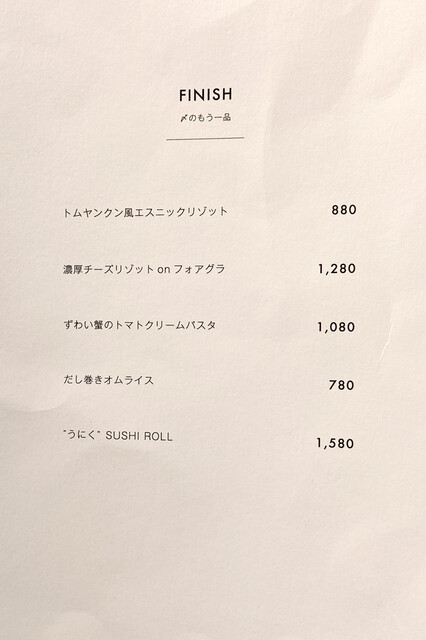 FINISH
〆のもう一品
トムヤンクン風エスニックリゾット 880
濃厚チーズリゾット on フォアグラ 1,280
ずわい蟹のトマトクリームパスタ 1,080
だし巻きオムライス 780
"うにく" SUSHI ROLL 1,580